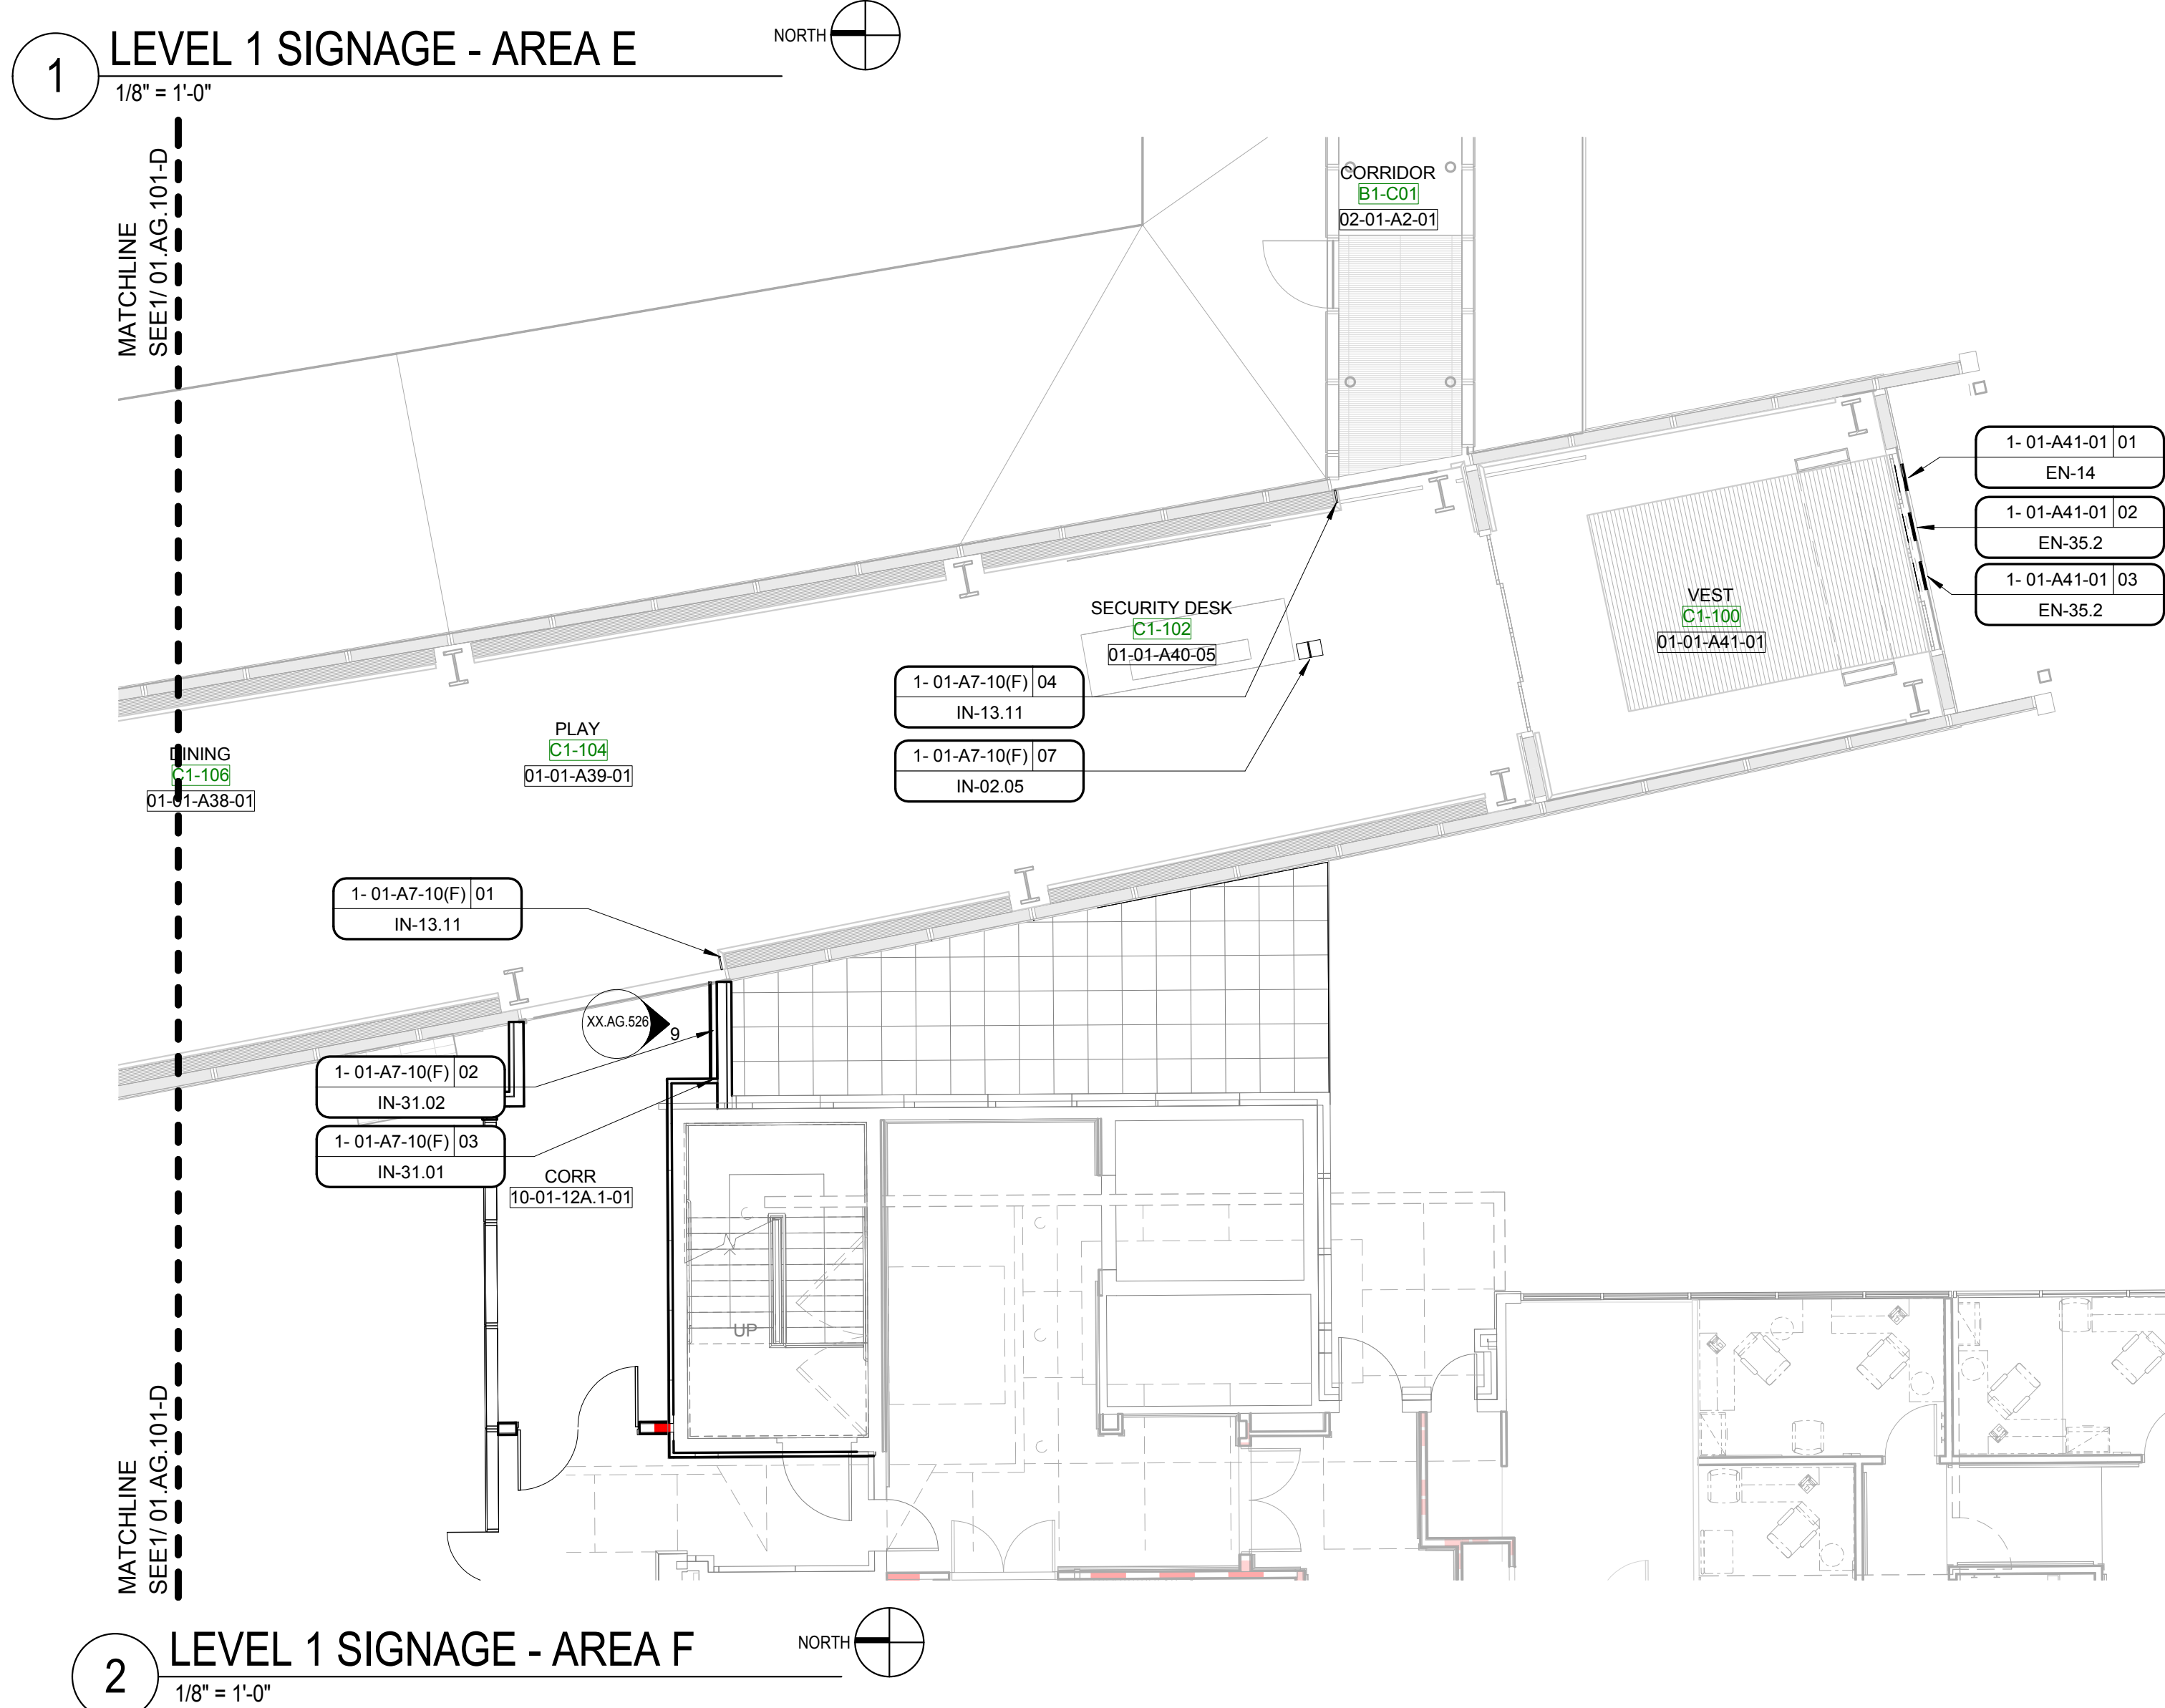 1
LEVEL 1 SIGNAGE - AREA E
1/8" = 1'-0"
NORTH
MATCHLINE
SEE1/ 01.AG.101-D
CORRIDOR
B1-C01
02-01-A2-01
1- 01-A41-01 01
EN-14
1- 01-A41-01 02
EN-35.2
1- 01-A41-01 03
EN-35.2
VEST
C1-100
01-01-A41-01
SECURITY DESK
C1-102
01-01-A40-05
1- 01-A7-10(F) 04
IN-13.11
1- 01-A7-10(F) 07
IN-02.05
PLAY
C1-104
01-01-A39-01
DINING
C1-106
01-01-A38-01
1- 01-A7-10(F) 01
IN-13.11
XX.AG.526
9
1- 01-A7-10(F) 02
IN-31.02
1- 01-A7-10(F) 03
IN-31.01
CORR
10-01-12A.1-01
UP
MATCHLINE
SEE1/ 01.AG.101-D
2
LEVEL 1 SIGNAGE - AREA F
1/8" = 1'-0"
NORTH